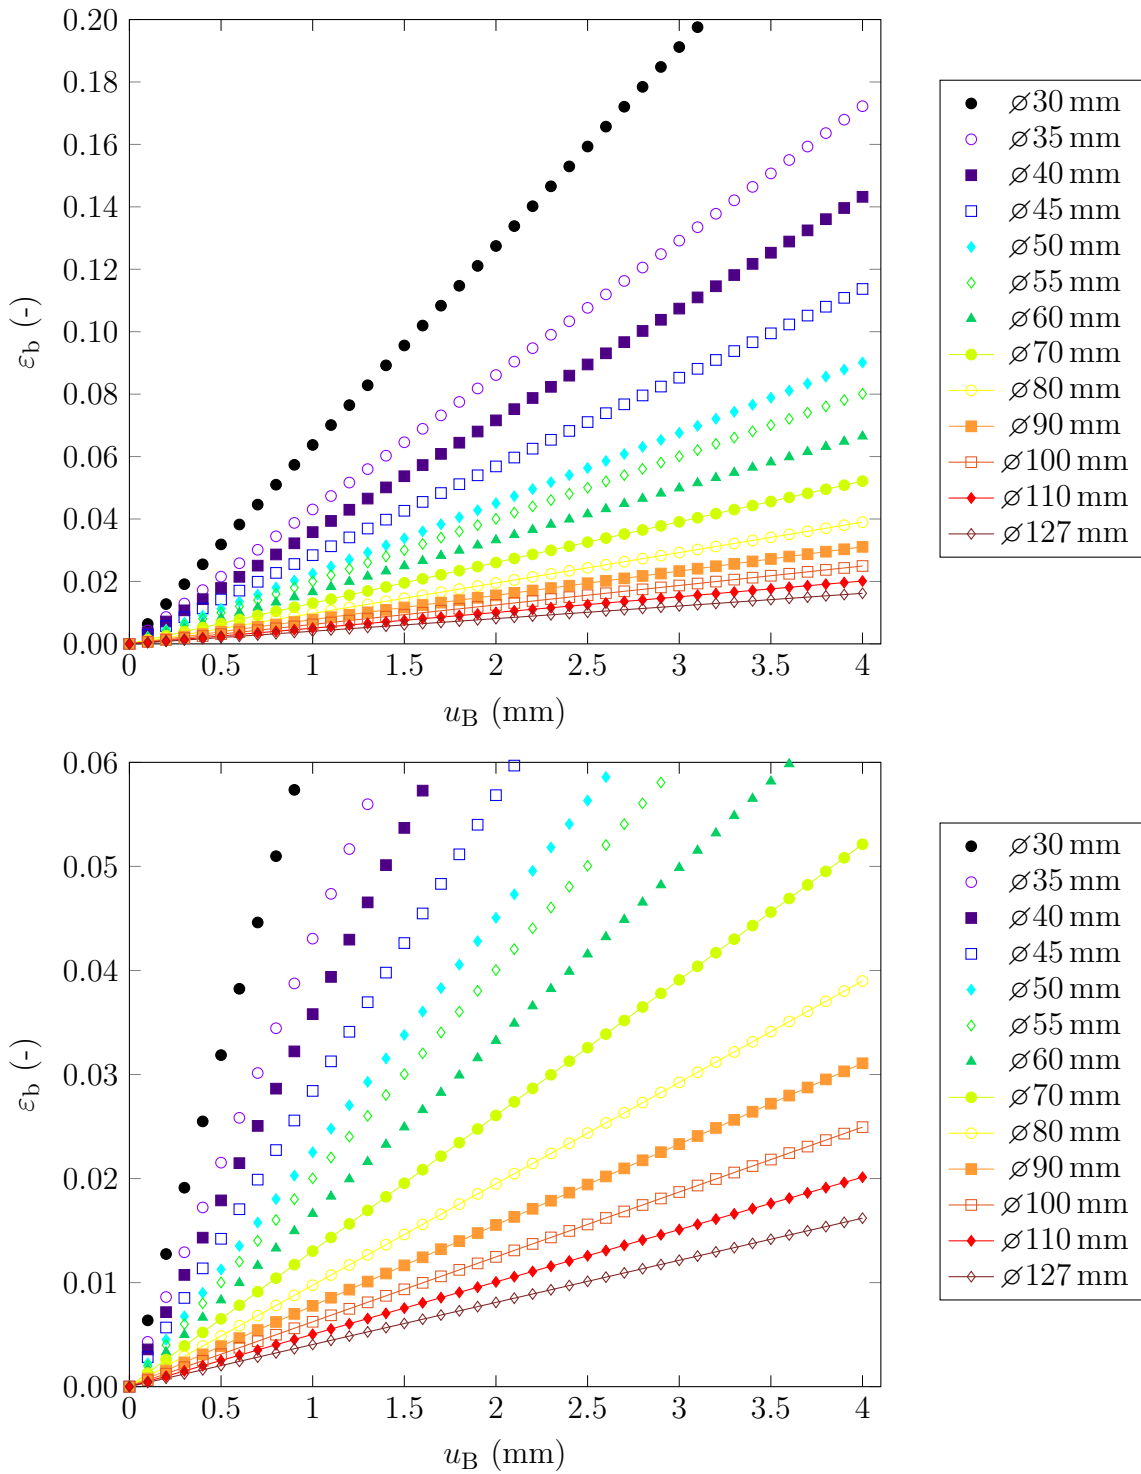 0.20
0.18
0.16
0.14
0.12
0.10
0.08
0.06
0.04
0.02
0.00
ε_b (-)
0 0.5 1 1.5 2 2.5 3 3.5 4
u_B (mm)
⌀30 mm
⌀35 mm
⌀40 mm
⌀45 mm
⌀50 mm
⌀55 mm
⌀60 mm
⌀70 mm
⌀80 mm
⌀90 mm
⌀100 mm
⌀110 mm
⌀127 mm
0.06
0.05
0.04
0.03
0.02
0.01
0.00
ε_b (-)
0 0.5 1 1.5 2 2.5 3 3.5 4
u_B (mm)
⌀30 mm
⌀35 mm
⌀40 mm
⌀45 mm
⌀50 mm
⌀55 mm
⌀60 mm
⌀70 mm
⌀80 mm
⌀90 mm
⌀100 mm
⌀110 mm
⌀127 mm